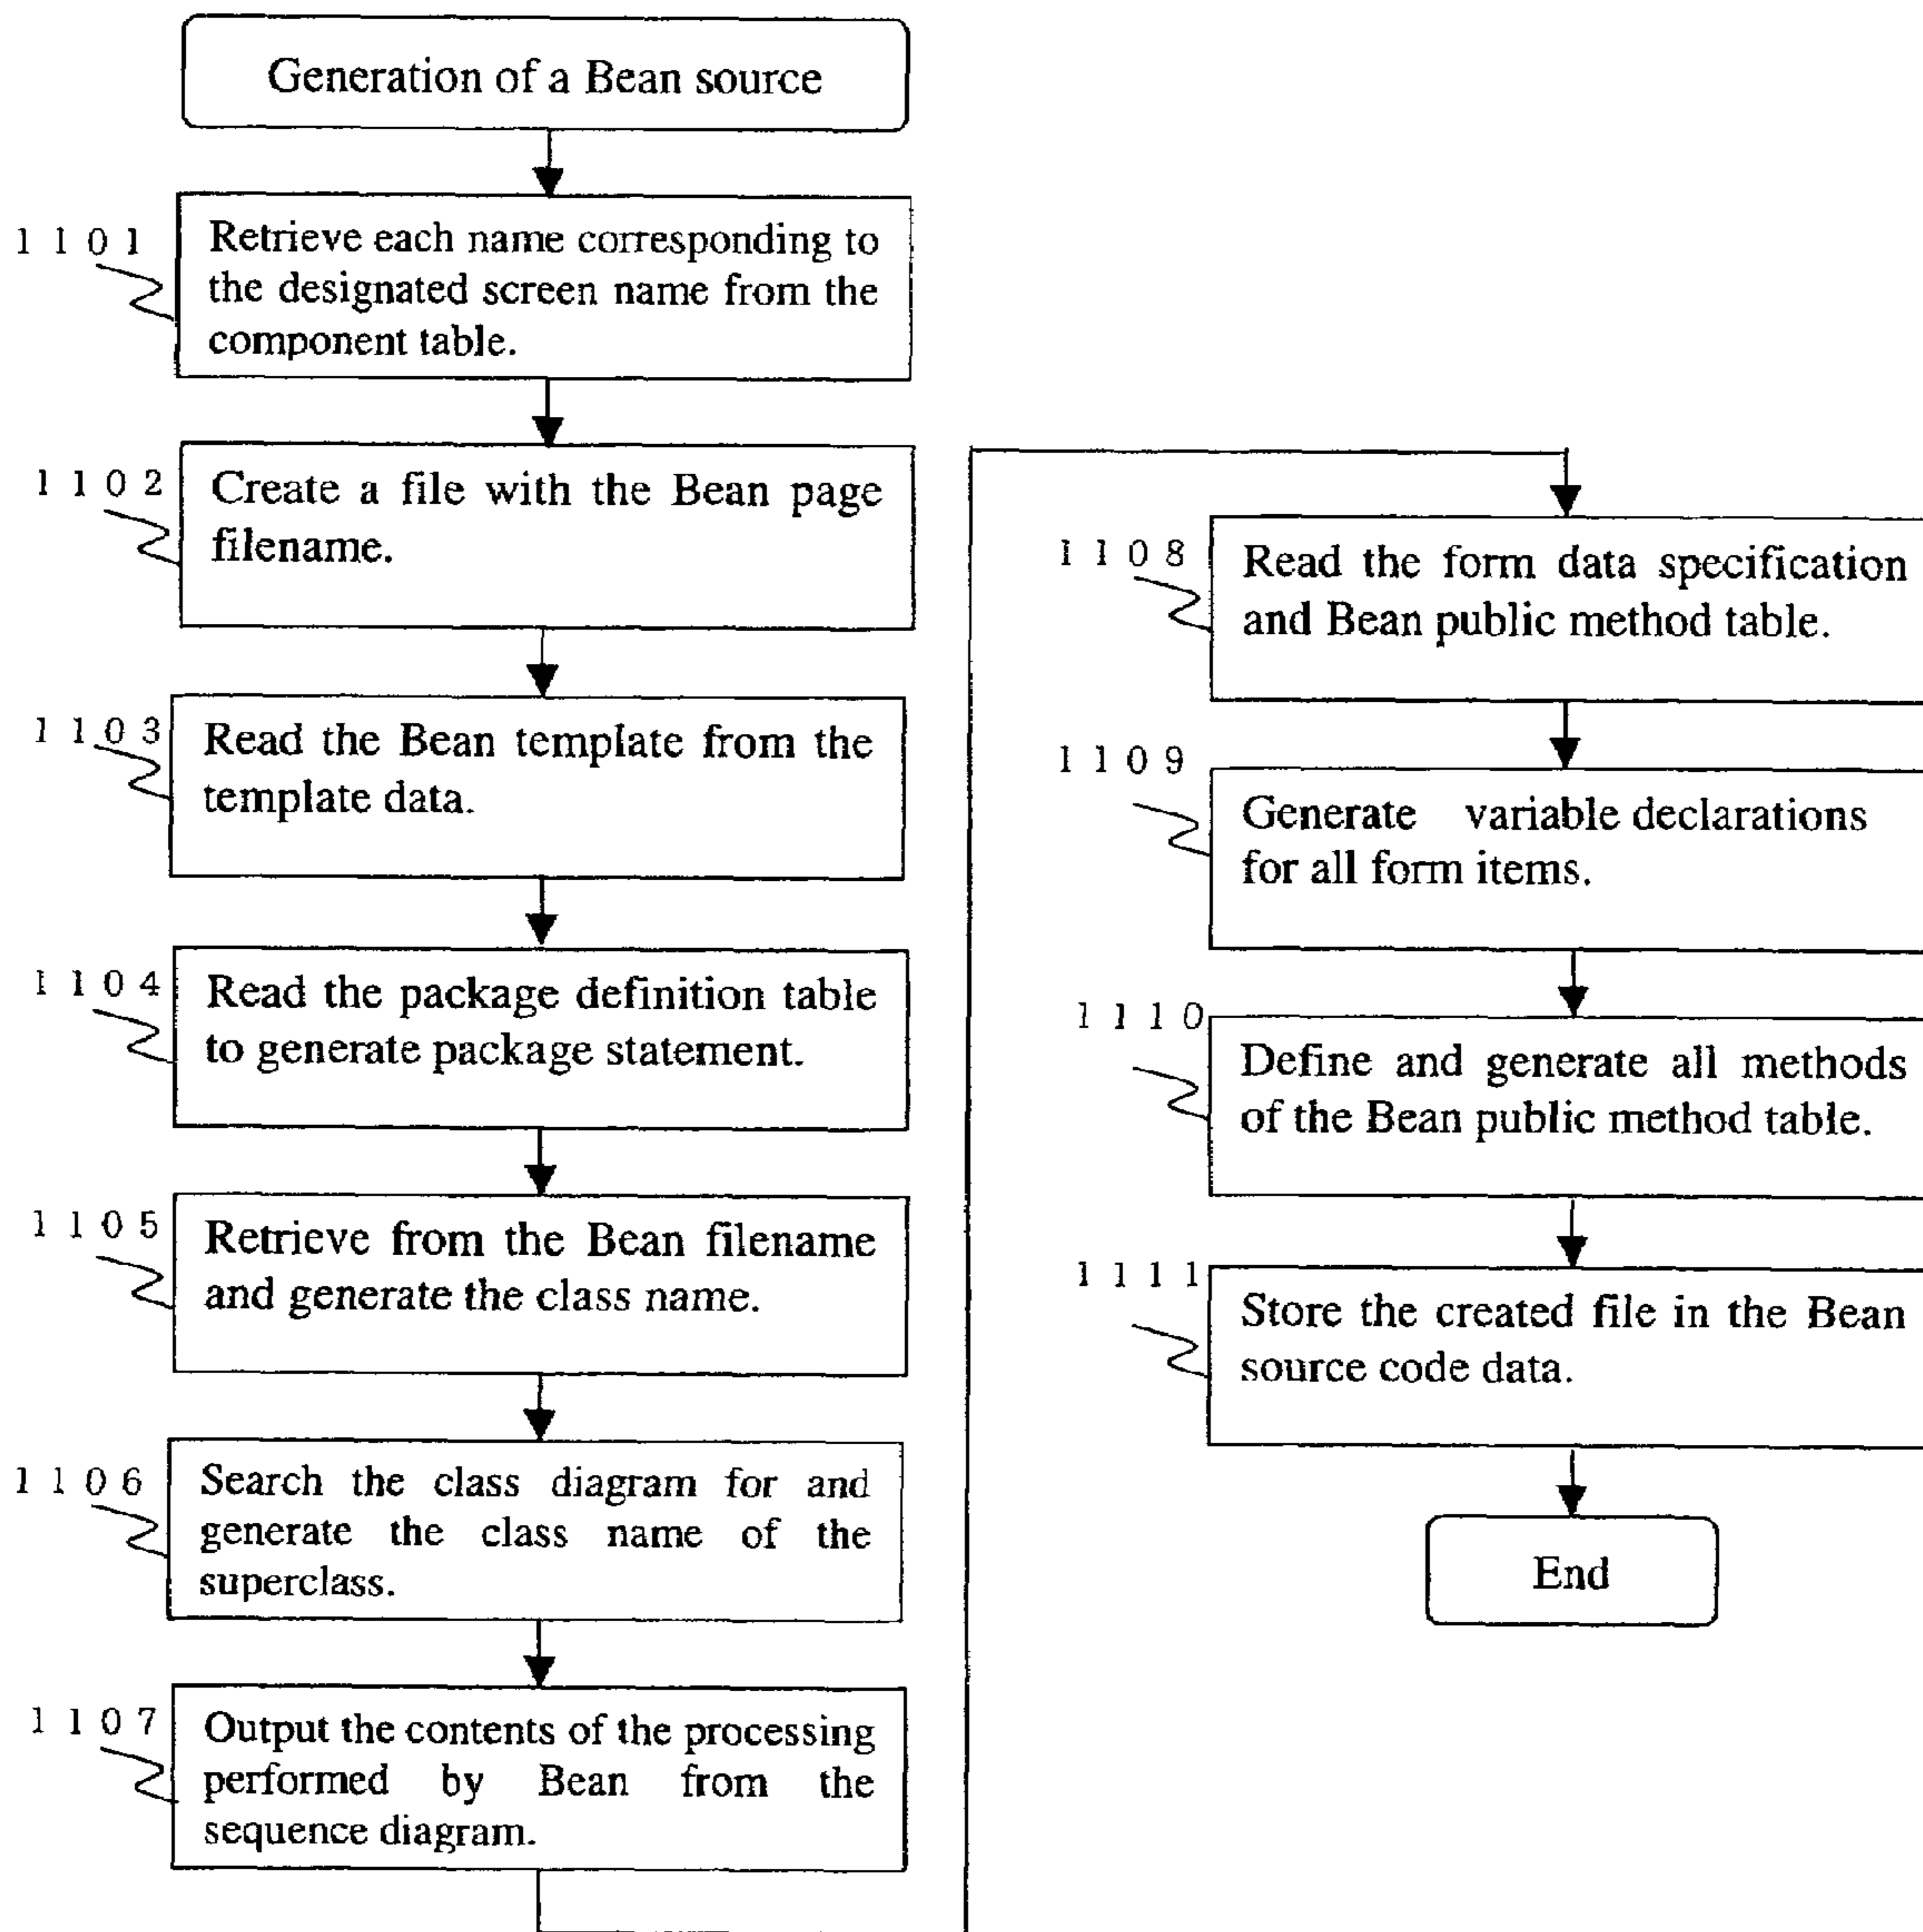 Generation of a Bean source
1101
Retrieve each name corresponding to
the designated screen name from the
component table.
1102
Create a file with the Bean page
filename.
1103
Read the Bean template from the
template data.
1104
Read the package definition table
to generate package statement.
1105
Retrieve from the Bean filename
and generate the class name.
1106
Search the class diagram for and
generate the class name of the
superclass.
1107
Output the contents of the processing
performed by Bean from the
sequence diagram.
1108
Read the form data specification
and Bean public method table.
1109
Generate variable declarations
for all form items.
1110
Define and generate all methods
of the Bean public method table.
1111
Store the created file in the Bean
source code data.
End